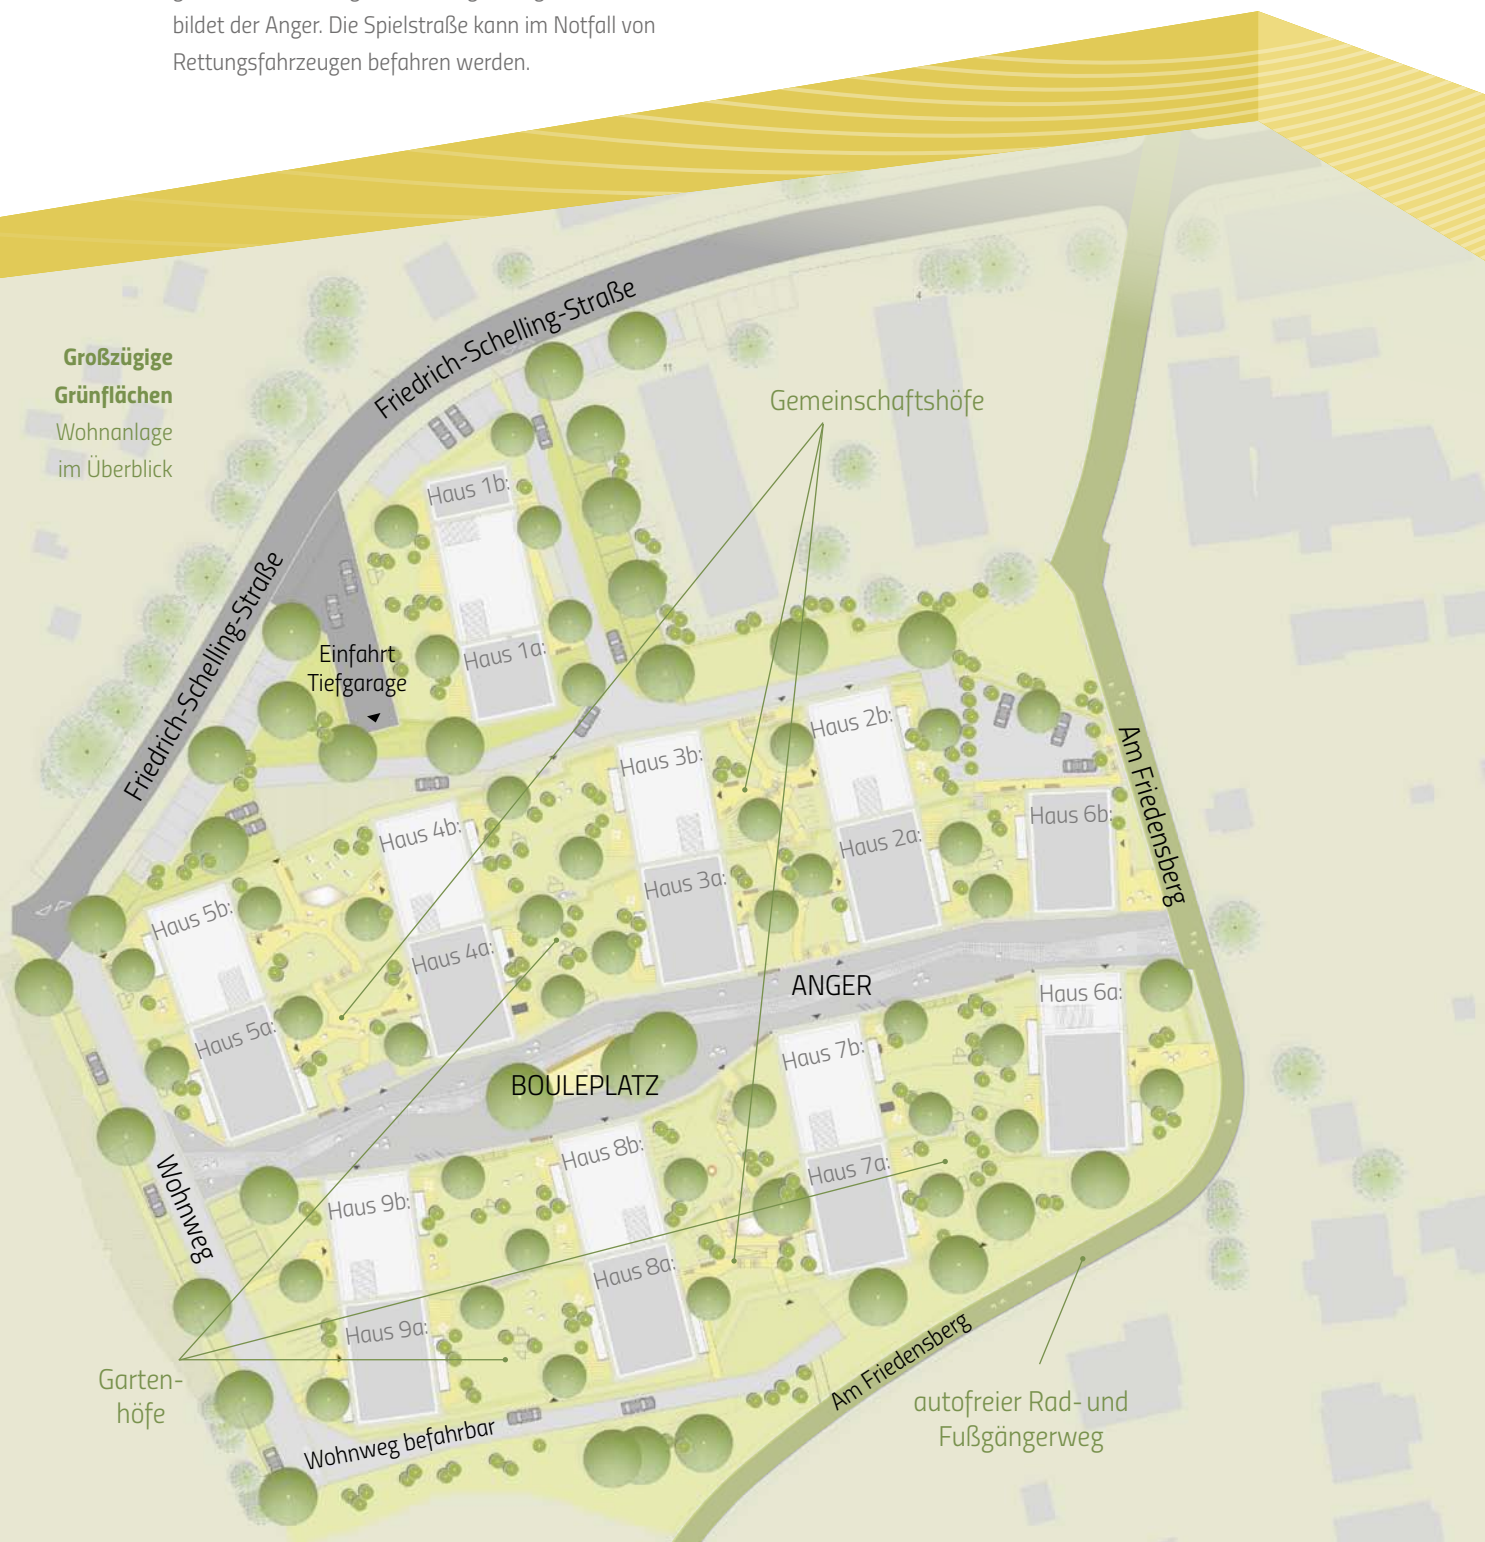 bildet der Anger. Die Spielstraße kann im Notfall von
Rettungsfahrzeugen befahren werden.
Großzügige
Grünflächen
Wohnanlage
im Überblick
Friedrich-Schelling-Straße
Friedrich-Schelling-Straße
4
11
Gemeinschaftshöfe
Haus 1b:
Haus 1a:
Einfahrt
Tiefgarage
Haus 2b:
Haus 3b:
Haus 4b:
Haus 2a:
Haus 6b:
Am Friedensberg
Haus 3a:
Haus 5b:
Haus 4a:
Haus 5a:
ANGER
Haus 6a:
BOULEPLATZ
Haus 7b:
Haus 8b:
Haus 7a:
Wohnweg
Haus 9b:
Haus 8a:
Haus 9a:
Garten-
höfe
Am Friedensberg
autofreier Rad- und
Fußgängerweg
Wohnweg befahrbar